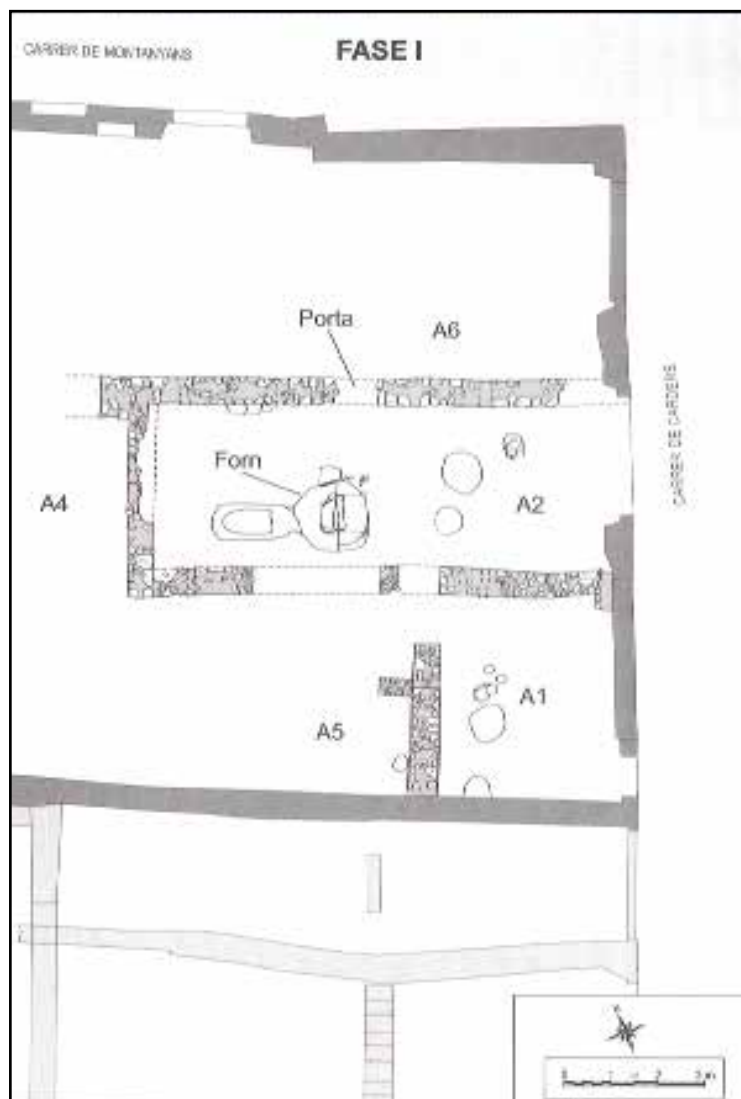 CARRER DE MONTANYANS
FASE I
Porta
A6
CARRER DE CARDERS
Forn
A4
A2
A1
A5
0 1 2 3 m